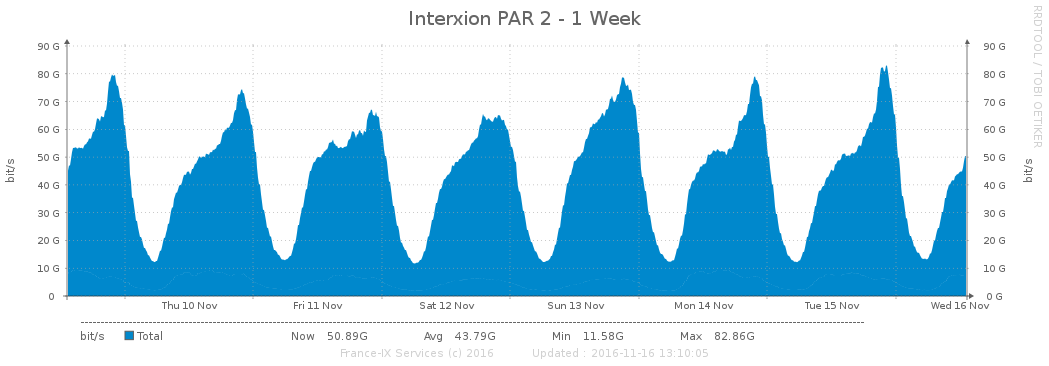 Interxion PAR 2 - 1 Week
RRDTOOL / TOBI OETIKER
90 G 90 G
80 G 80 G
70 G 70 G
60 G 60 G
50 G 50 G
40 G 40 G
30 G 30 G
20 G 20 G
10 G 10 G
0 0 G
bit/s bit/s
Thu 10 Nov Fri 11 Nov Sat 12 Nov Sun 13 Nov Mon 14 Nov Tue 15 Nov Wed 16 Nov
bit/s Total Now 50.89G Avg 43.79G Min 11.58G Max 82.86G
France-IX Services (c) 2016 Updated : 2016-11-16 13:10:05